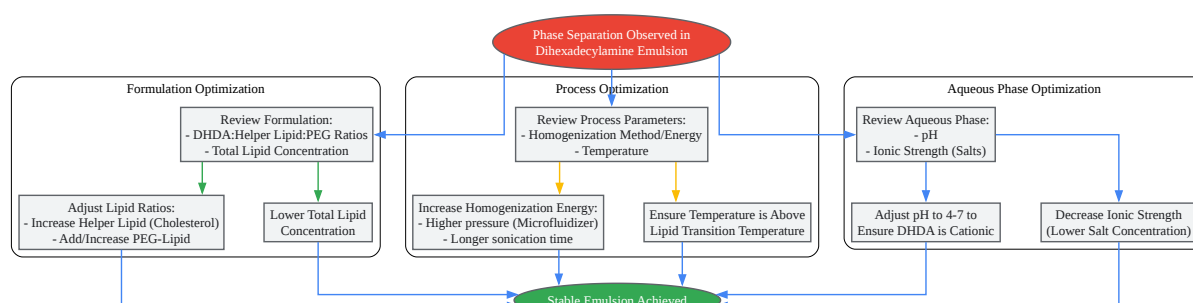 Phase Separation Observed in
Dihexadecylamine Emulsion
Formulation Optimization
Review Formulation:
- DHDA:Helper Lipid:PEG Ratios
- Total Lipid Concentration
Adjust Lipid Ratios:
- Increase Helper Lipid (Cholesterol)
- Add/Increase PEG-Lipid
Lower Total Lipid
Concentration
Process Optimization
Review Process Parameters:
- Homogenization Method/Energy
- Temperature
Increase Homogenization Energy:
- Higher pressure (Microfluidizer)
- Longer sonication time
Ensure Temperature is Above
Lipid Transition Temperature
Aqueous Phase Optimization
Review Aqueous Phase:
- pH
- Ionic Strength (Salts)
Adjust pH to 4-7 to
Ensure DHDA is Cationic
Decrease Ionic Strength
(Lower Salt Concentration)
Stable Emulsion Achieved